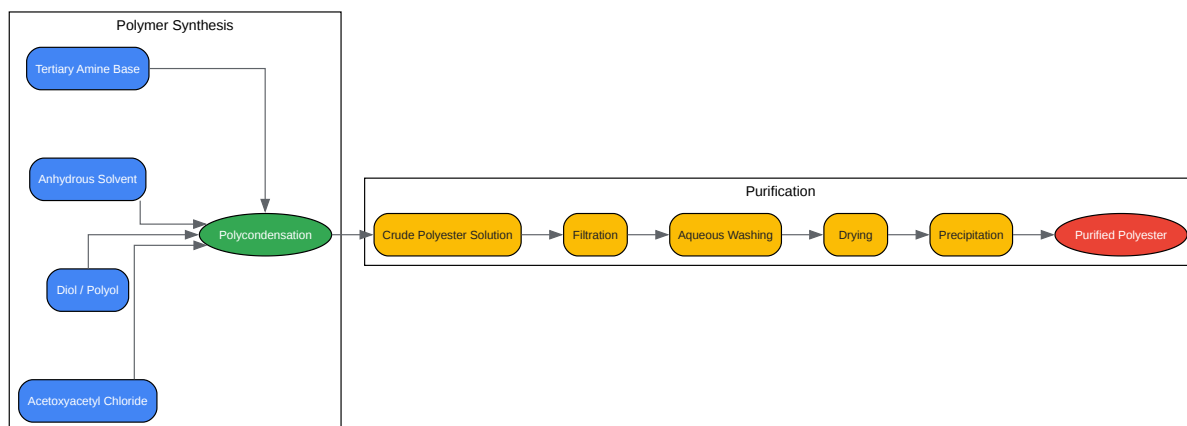 Polymer Synthesis
Tertiary Amine Base
Anhydrous Solvent
Diol / Polyol
Acetoxyacetyl Chloride
Polycondensation
Purification
Crude Polyester Solution
Filtration
Aqueous Washing
Drying
Precipitation
Purified Polyester